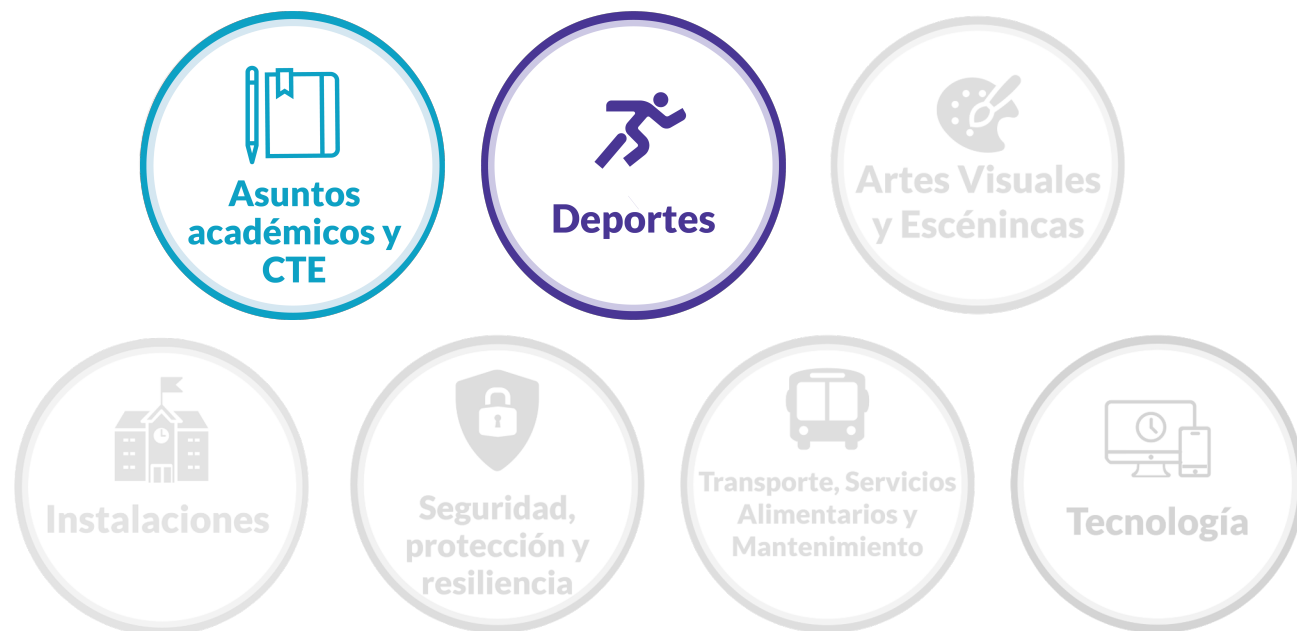 Asuntos
académicos y
CTE
Deportes
Artes Visuales
y Escénincas
Instalaciones
Seguridad,
protección y
resiliencia
Transporte, Servicios
Alimentarios y
Mantenimiento
Tecnología